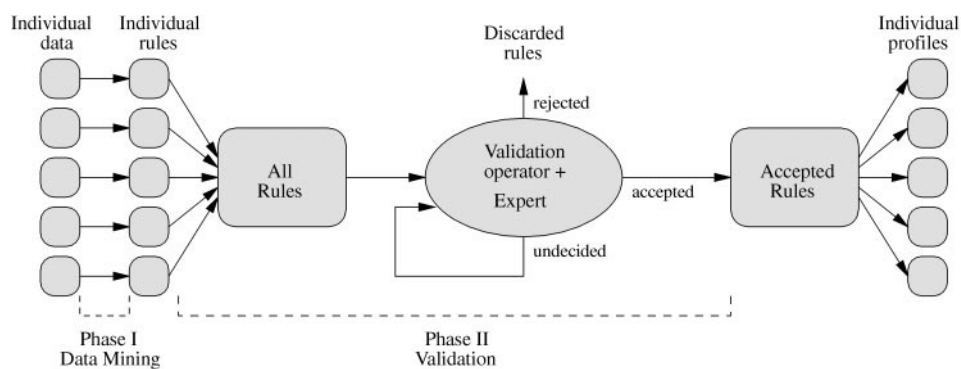 Individual
data
Individual
rules
Discarded
rules
Individual
profiles
rejected
All
Rules
Validation
operator +
Expert
accepted
Accepted
Rules
undecided
Phase I
Data Mining
Phase II
Validation